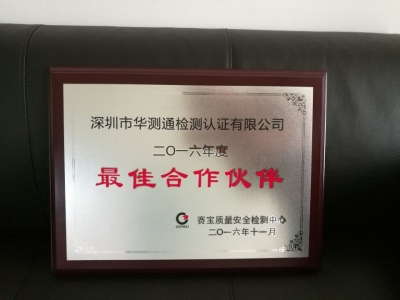 深圳市华测通检测认证有限公司
二〇一六年度
最佳合作伙伴
CEPREI
赛宝质量安全检测中心
二〇一六年十一月